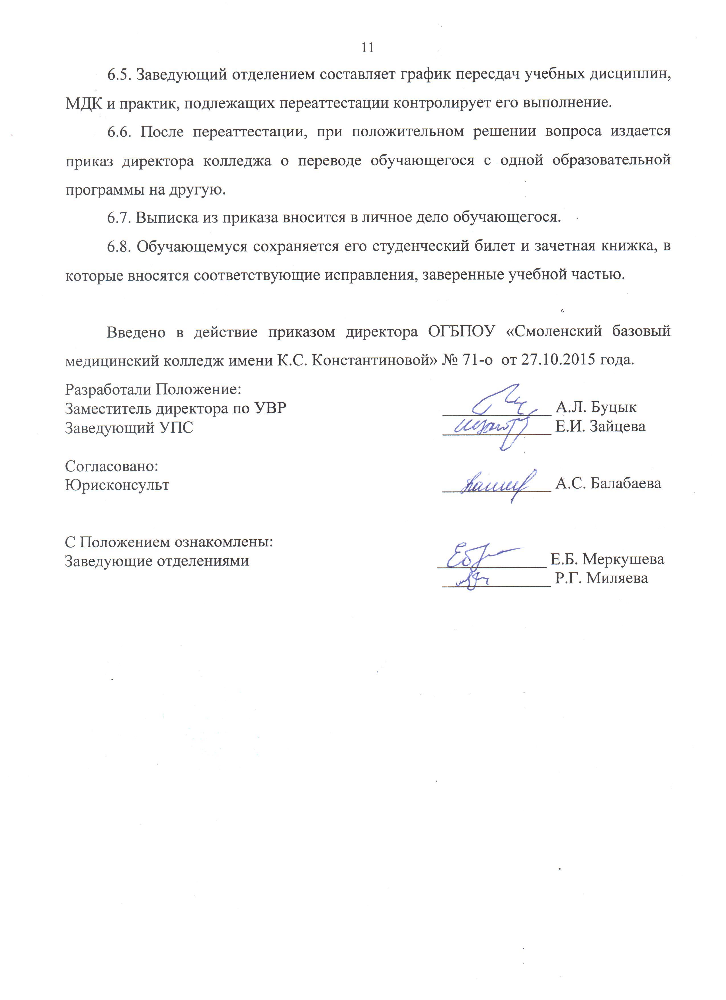 11
6.5. Заведующий отделением составляет график пересдач учебных дисциплин,
МДК и практик, подлежащих переаттестации контролирует его выполнение.
6.6. После переаттестации, при положительном решении вопроса издается
приказ директора колледжа о переводе обучающегося с одной образовательной
программы на другую.
6.7. Выписка из приказа вносится в личное дело обучающегося.
6.8. Обучающемуся сохраняется его студенческий билет и зачетная книжка, в
которые вносятся соответствующие исправления, заверенные учебной частью.
Введено в действие приказом директора ОГБПОУ «Смоленский базовый
медицинский колледж имени К.С. Константиновой» № 71-о от 27.10.2015 года.
Разработали Положение:
Заместитель директора по УВР А.Л. Буцык
Заведующий УПС Е.И. Зайцева
Согласовано:
Юрисконсульт А.С. Балабаева
С Положением ознакомлены:
Заведующие отделениями Е.Б. Меркушева
Р.Г. Миляева